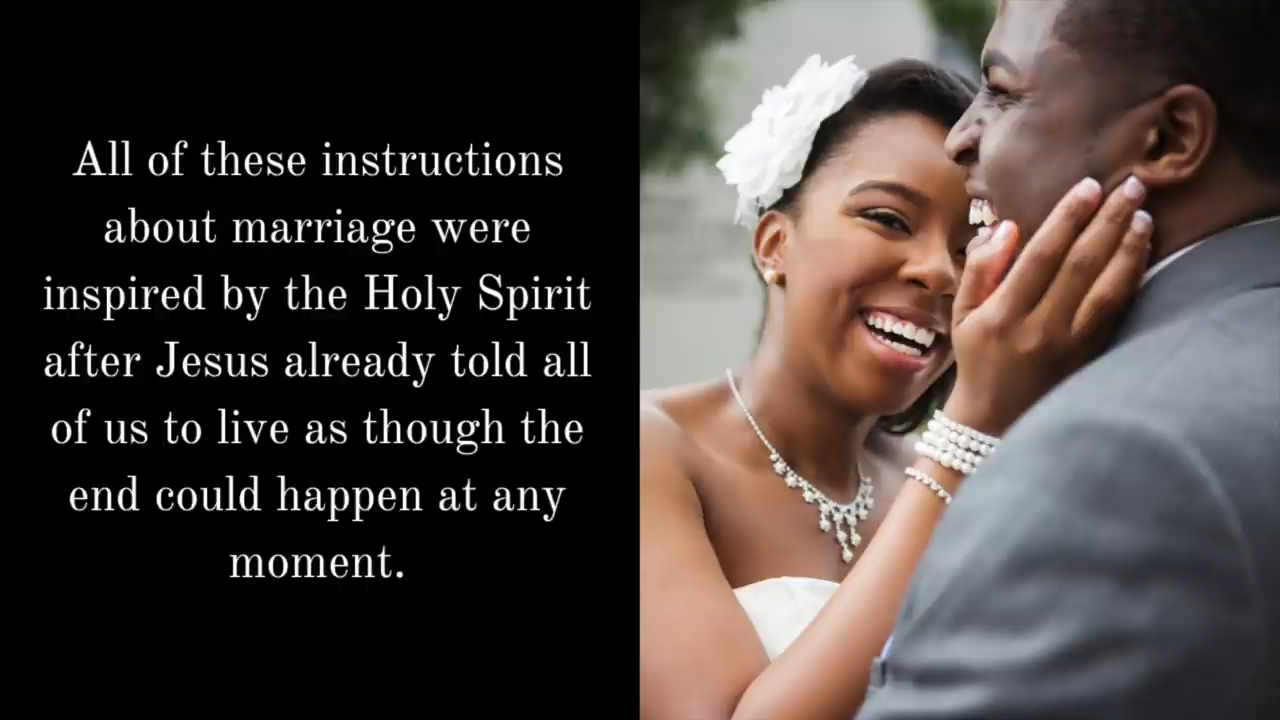 All of these instructions
about marriage were
inspired by the Holy Spirit
after Jesus already told all
of us to live as though the
end could happen at any
moment.